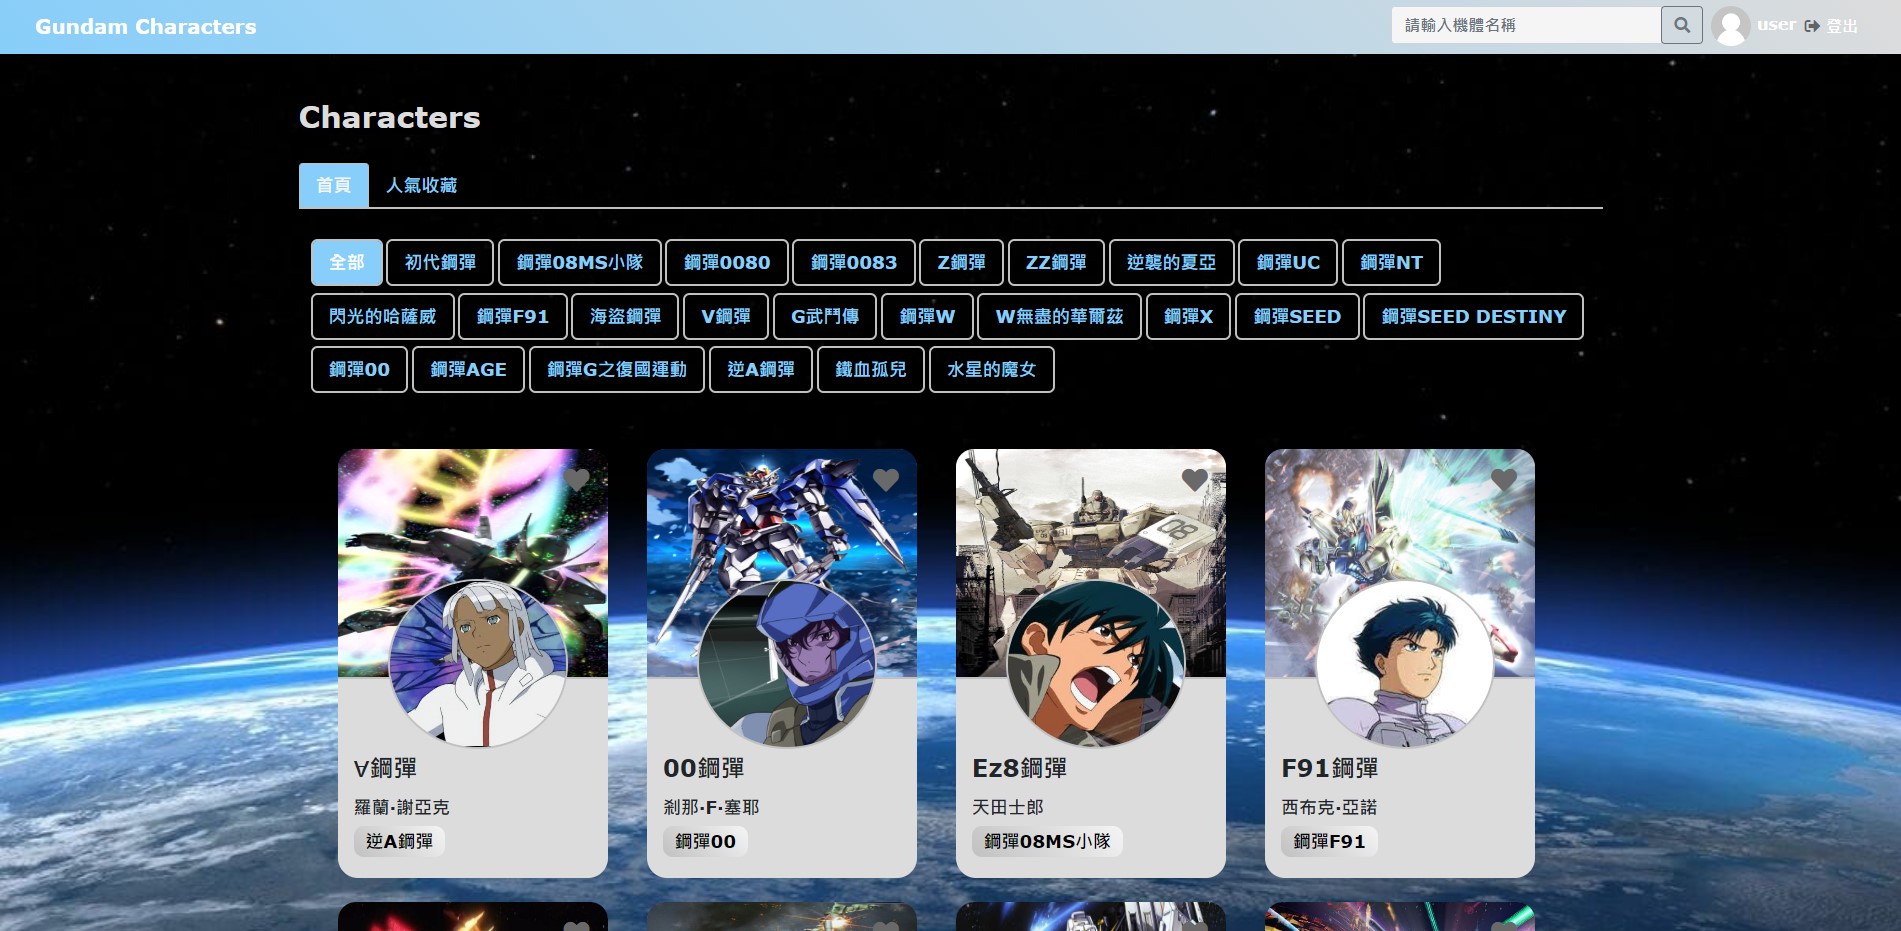 Gundam Characters 請輸入機體名稱 user 登出
Characters
首頁 人氣收藏
全部 初代鋼彈 鋼彈08MS小隊 鋼彈0080 鋼彈0083 Z鋼彈 ZZ鋼彈 逆襲的夏亞 鋼彈UC 鋼彈NT
閃光的哈薩威 鋼彈F91 海盜鋼彈 V鋼彈 G武鬥傳 鋼彈W W無盡的華爾茲 鋼彈X 鋼彈SEED 鋼彈SEED DESTINY
鋼彈00 鋼彈AGE 鋼彈G之復國運動 逆A鋼彈 鐵血孤兒 水星的魔女
08
∀鋼彈
羅蘭·謝亞克
逆A鋼彈
00鋼彈
剎那·F·塞耶
鋼彈00
Ez8鋼彈
天田士郎
鋼彈08MS小隊
F91鋼彈
西布克·亞諾
鋼彈F91